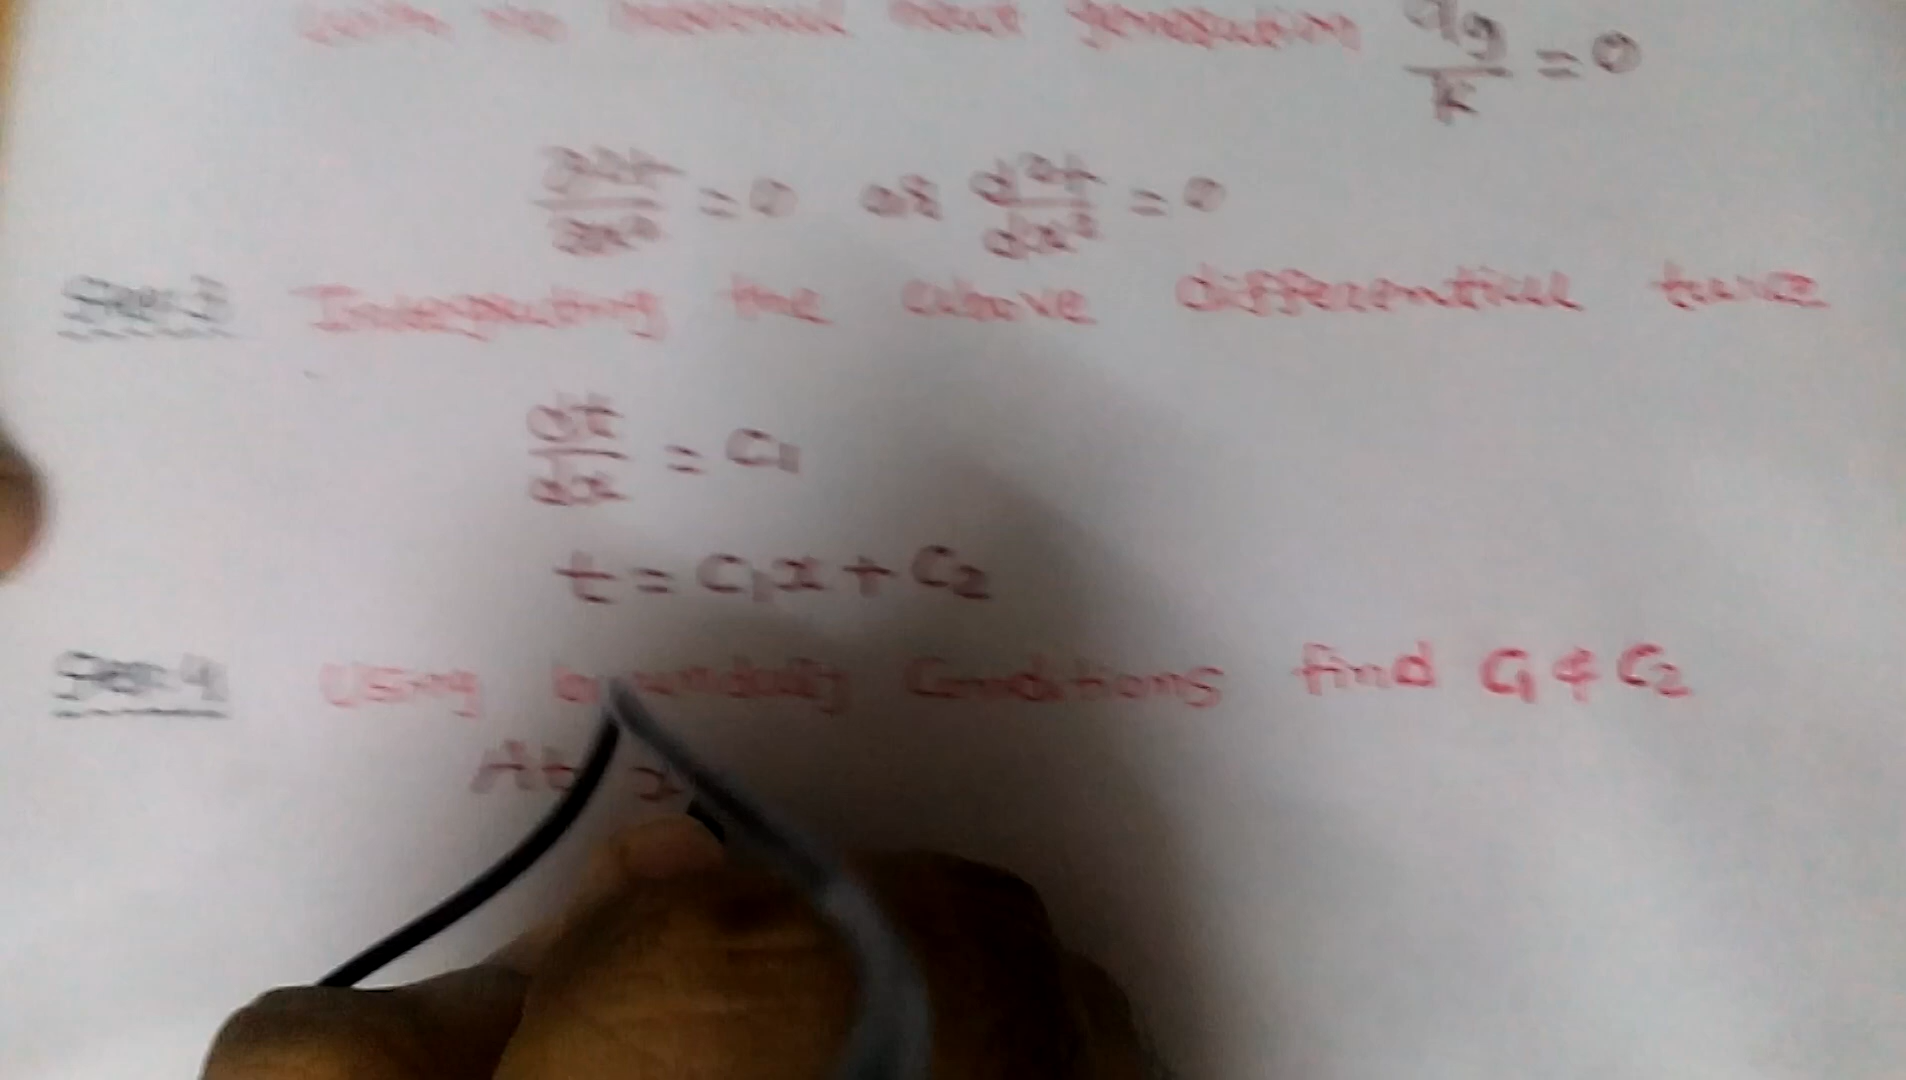 with no internal heat generation qg/k = 0
∂²t/∂x² = 0 or d²t/dx² = 0
Step:3 Integrating the above differential twice
dt/dx = C1
t = C1x + C2
Step:4 Using boundary Conditions find C1 & C2
At x